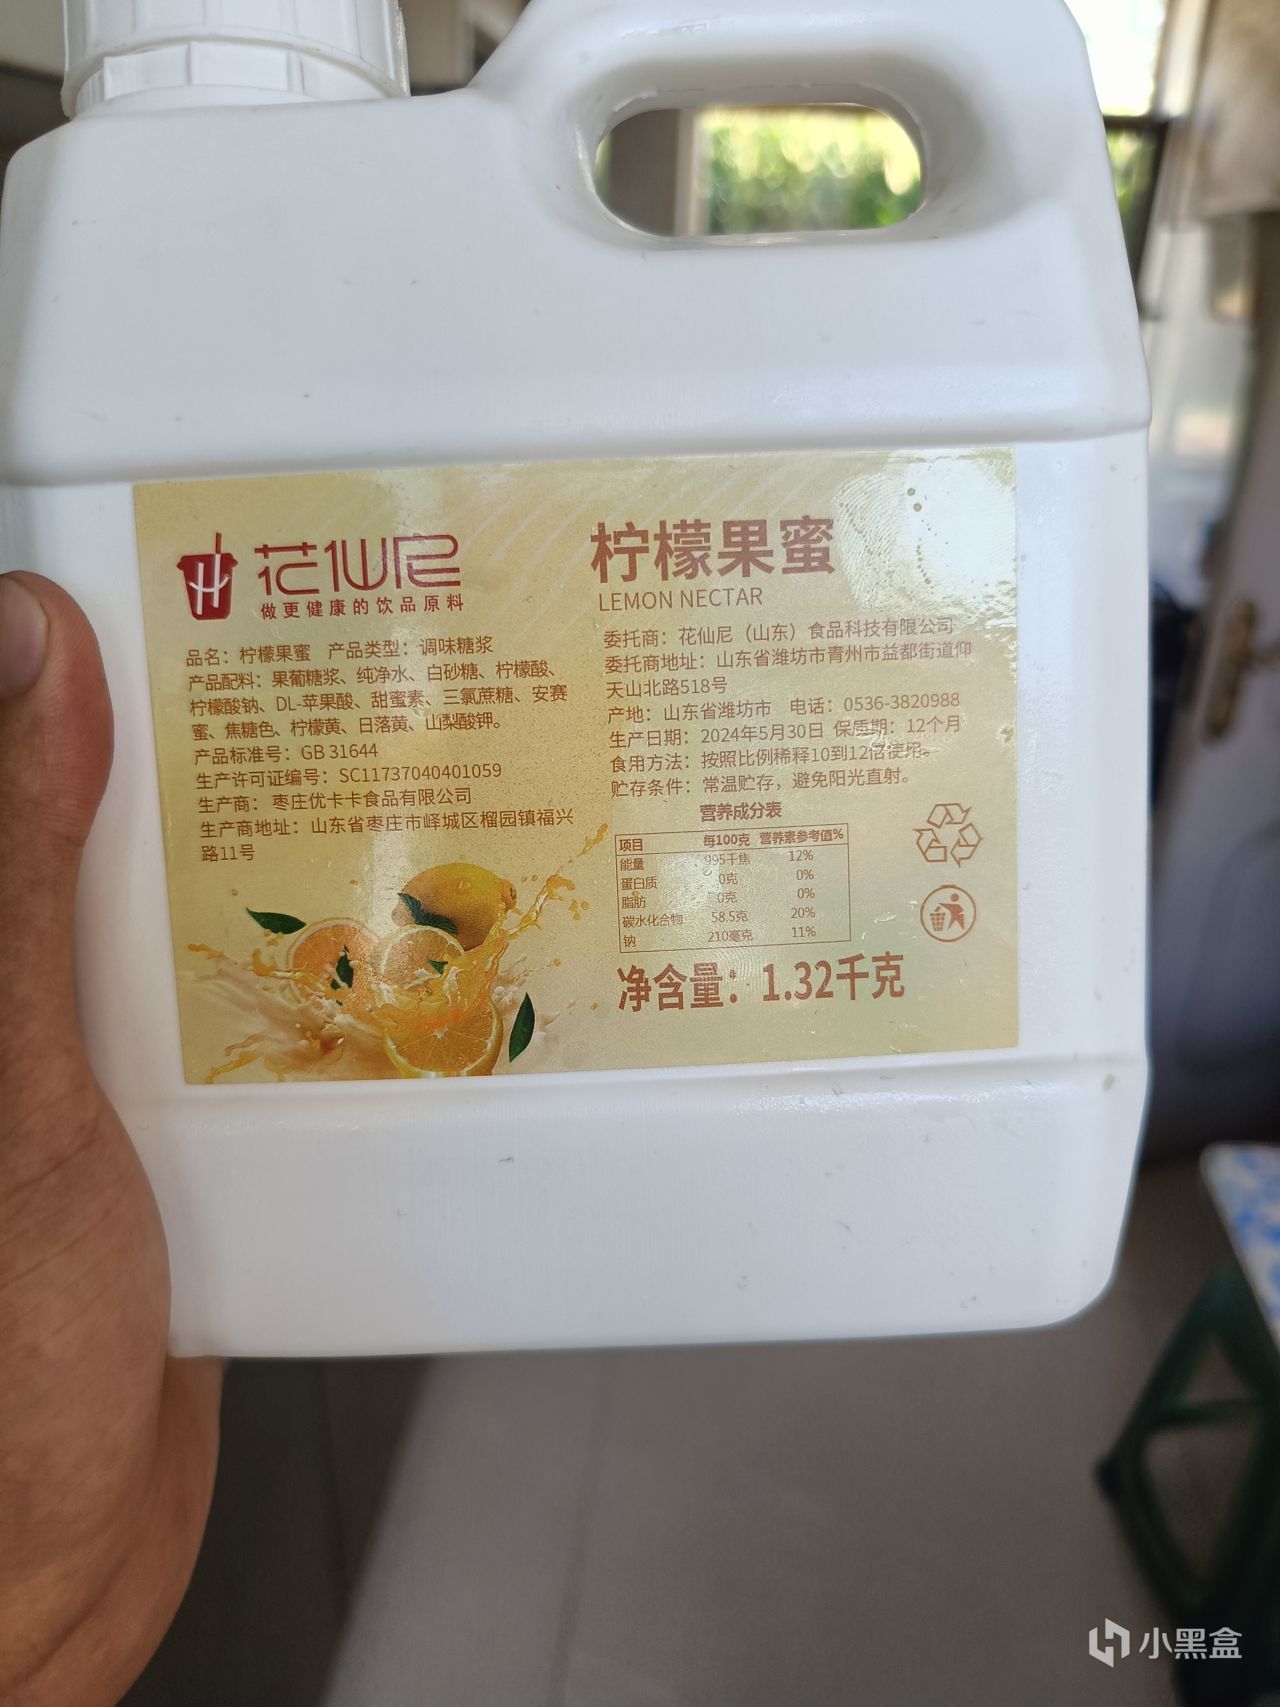 花仙尼
做更健康的饮品原料
品名：柠檬果蜜 产品类型：调味糖浆
产品配料：果葡糖浆、纯净水、白砂糖、柠檬酸、
柠檬酸钠、DL-苹果酸、甜蜜素、三氯蔗糖、安赛
蜜、焦糖色、柠檬黄、日落黄、山梨酸钾。
产品标准号：GB 31644
生产许可证编号：SC11737040401059
生产商：枣庄优卡卡食品有限公司
生产商地址：山东省枣庄市峄城区榴园镇福兴
路11号
柠檬果蜜
LEMON NECTAR
委托商：花仙尼（山东）食品科技有限公司
委托商地址：山东省潍坊市青州市益都街道仰
天山北路518号
产地：山东省潍坊市 电话：0536-3820988
生产日期：2024年5月30日 保质期：12个月
食用方法：按照比例稀释10到12倍使用。
贮存条件：常温贮存，避免阳光直射。
营养成分表
项目 每100克 营养素参考值%
能量 995千焦 12%
蛋白质 0克 0%
脂肪 0克 0%
碳水化合物 58.5克 20%
钠 210毫克 11%
净含量：1.32千克
小黑盒